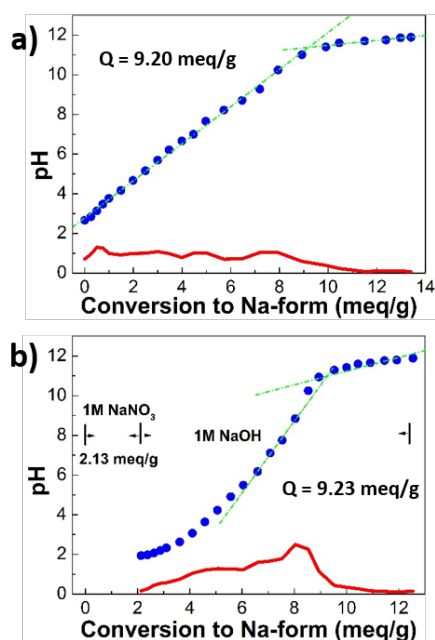 a)
Q = 9.20 meq/g
pH
12
10
8
6
4
2
0
0 2 4 6 8 10 12 14
Conversion to Na-form (meq/g)
b)
1M NaNO₃
2.13 meq/g
1M NaOH
Q = 9.23 meq/g
pH
12
10
8
6
4
2
0
0 2 4 6 8 10 12
Conversion to Na-form (meq/g)